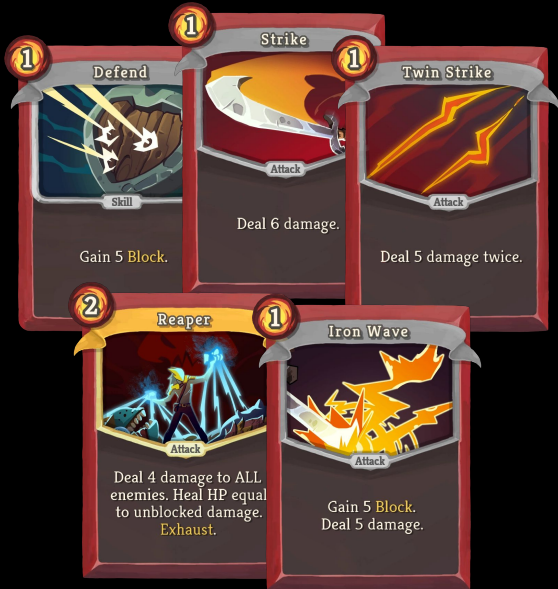 1
Defend
Skill
Gain 5 Block.
1
Strike
Attack
Deal 6 damage.
1
Twin Strike
Attack
Deal 5 damage twice.
2
Reaper
Attack
Deal 4 damage to ALL
enemies. Heal HP equal
to unblocked damage.
Exhaust.
1
Iron Wave
Attack
Gain 5 Block.
Deal 5 damage.